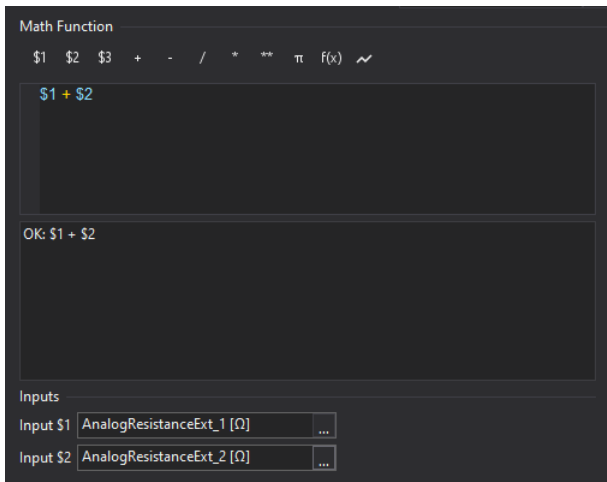 Math Function
$1 $2 $3 + - / * ** π f(x)
$1 + $2
OK: $1 + $2
Inputs
Input $1 AnalogResistanceExt_1 [Ω] ...
Input $2 AnalogResistanceExt_2 [Ω] ...